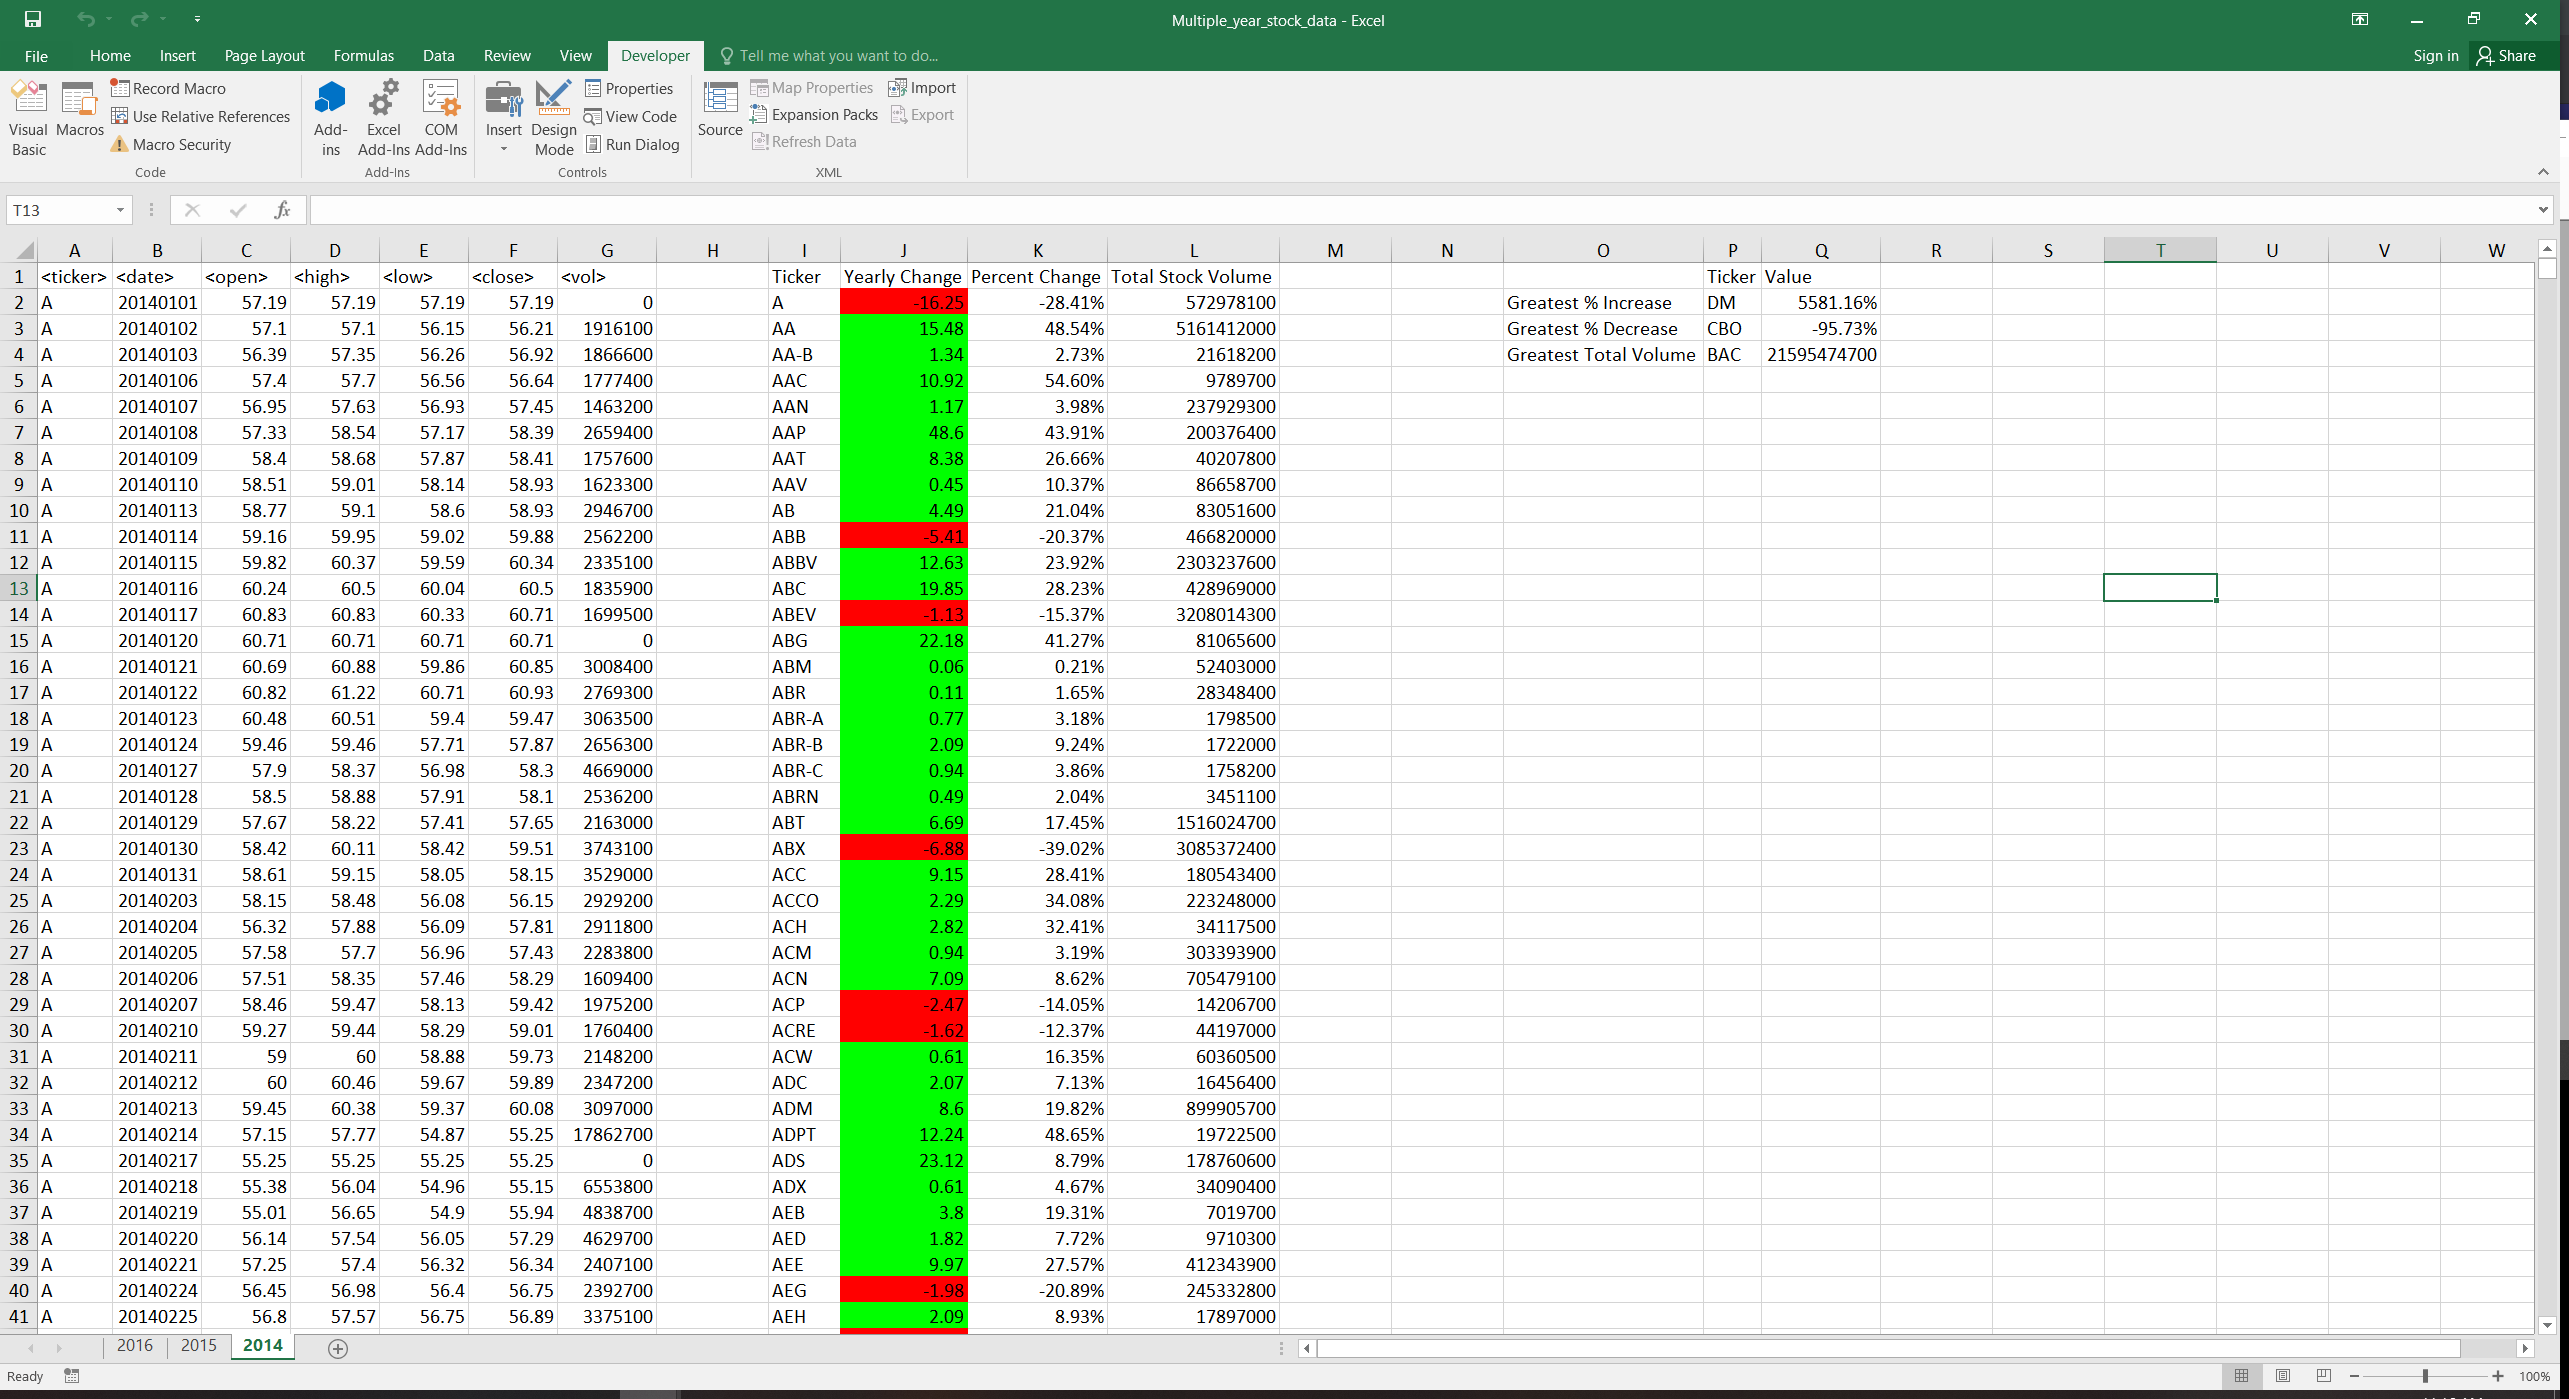 Multiple_year_stock_data - Excel
File Home Insert Page Layout Formulas Data Review View Developer Tell me what you want to do... Sign in Share
Visual Basic Macros Record Macro Use Relative References Macro Security
Add-ins Excel Add-Ins COM Add-Ins
Insert Design Mode Properties View Code Run Dialog
Source Map Properties Expansion Packs Refresh Data Import Export
Code Add-Ins Controls XML
T13 fx
A B C D E F G H I J K L M N O P Q R S T U V W
1 <ticker> <date> <open> <high> <low> <close> <vol> Ticker Yearly Change Percent Change Total Stock Volume Ticker Value
2 A 20140101 57.19 57.19 57.19 57.19 0 A -16.25 -28.41% 572978100 Greatest % Increase DM 5581.16%
3 A 20140102 57.1 57.1 56.15 56.21 1916100 AA 15.48 48.54% 5161412000 Greatest % Decrease CBO -95.73%
4 A 20140103 56.39 57.35 56.26 56.92 1866600 AA-B 1.34 2.73% 21618200 Greatest Total Volume BAC 21595474700
5 A 20140106 57.4 57.7 56.56 56.64 1777400 AAC 10.92 54.60% 9789700
6 A 20140107 56.95 57.63 56.93 57.45 1463200 AAN 1.17 3.98% 237929300
7 A 20140108 57.33 58.54 57.17 58.39 2659400 AAP 48.6 43.91% 200376400
8 A 20140109 58.4 58.68 57.87 58.41 1757600 AAT 8.38 26.66% 40207800
9 A 20140110 58.51 59.01 58.14 58.93 1623300 AAV 0.45 10.37% 86658700
10 A 20140113 58.77 59.1 58.6 58.93 2946700 AB 4.49 21.04% 83051600
11 A 20140114 59.16 59.95 59.02 59.88 2562200 ABB -5.41 -20.37% 466820000
12 A 20140115 59.82 60.37 59.59 60.34 2335100 ABBV 12.63 23.92% 2303237600
13 A 20140116 60.24 60.5 60.04 60.5 1835900 ABC 19.85 28.23% 428969000
14 A 20140117 60.83 60.83 60.33 60.71 1699500 ABEV -1.13 -15.37% 3208014300
15 A 20140120 60.71 60.71 60.71 60.71 0 ABG 22.18 41.27% 81065600
16 A 20140121 60.69 60.88 59.86 60.85 3008400 ABM 0.06 0.21% 52403000
17 A 20140122 60.82 61.22 60.71 60.93 2769300 ABR 0.11 1.65% 28348400
18 A 20140123 60.48 60.51 59.4 59.47 3063500 ABR-A 0.77 3.18% 1798500
19 A 20140124 59.46 59.46 57.71 57.87 2656300 ABR-B 2.09 9.24% 1722000
20 A 20140127 57.9 58.37 56.98 58.3 4669000 ABR-C 0.94 3.86% 1758200
21 A 20140128 58.5 58.88 57.91 58.1 2536200 ABRN 0.49 2.04% 3451100
22 A 20140129 57.67 58.22 57.41 57.65 2163000 ABT 6.69 17.45% 1516024700
23 A 20140130 58.42 60.11 58.42 59.51 3743100 ABX -6.88 -39.02% 3085372400
24 A 20140131 58.61 59.15 58.05 58.15 3529000 ACC 9.15 28.41% 180543400
25 A 20140203 58.15 58.48 56.08 56.15 2929200 ACCO 2.29 34.08% 223248000
26 A 20140204 56.32 57.88 56.09 57.81 2911800 ACH 2.82 32.41% 34117500
27 A 20140205 57.58 57.7 56.96 57.43 2283800 ACM 0.94 3.19% 303393900
28 A 20140206 57.51 58.35 57.46 58.29 1609400 ACN 7.09 8.62% 705479100
29 A 20140207 58.46 59.47 58.13 59.42 1975200 ACP -2.47 -14.05% 14206700
30 A 20140210 59.27 59.44 58.29 59.01 1760400 ACRE -1.62 -12.37% 44197000
31 A 20140211 59 60 58.88 59.73 2148200 ACW 0.61 16.35% 60360500
32 A 20140212 60 60.46 59.67 59.89 2347200 ADC 2.07 7.13% 16456400
33 A 20140213 59.45 60.38 59.37 60.08 3097000 ADM 8.6 19.82% 899905700
34 A 20140214 57.15 57.77 54.87 55.25 17862700 ADPT 12.24 48.65% 19722500
35 A 20140217 55.25 55.25 55.25 55.25 0 ADS 23.12 8.79% 178760600
36 A 20140218 55.38 56.04 54.96 55.15 6553800 ADX 0.61 4.67% 34090400
37 A 20140219 55.01 56.65 54.9 55.94 4838700 AEB 3.8 19.31% 7019700
38 A 20140220 56.14 57.54 56.05 57.29 4629700 AED 1.82 7.72% 9710300
39 A 20140221 57.25 57.4 56.32 56.34 2407100 AEE 9.97 27.57% 412343900
40 A 20140224 56.45 56.98 56.4 56.75 2392700 AEG -1.98 -20.89% 245332800
41 A 20140225 56.8 57.57 56.75 56.89 3375100 AEH 2.09 8.93% 17897000
2016 2015 2014
Ready 100%